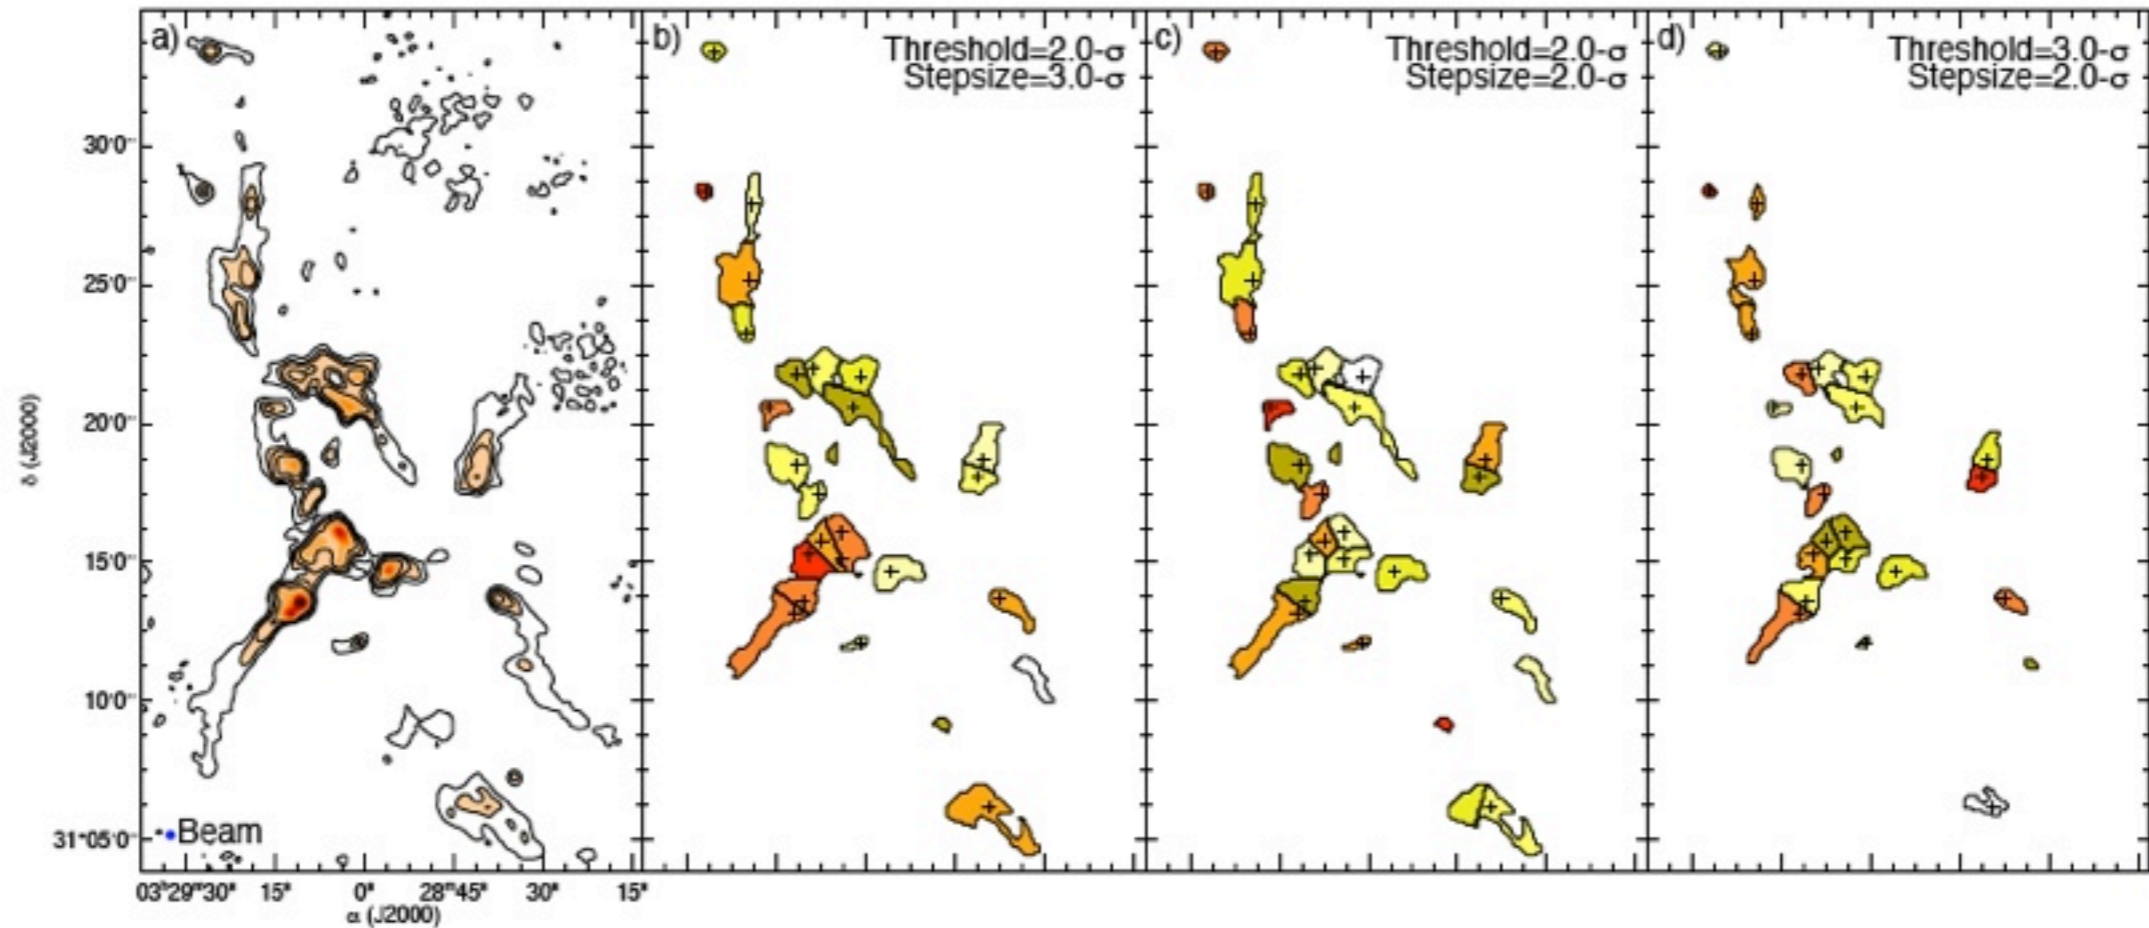 a)
b) Threshold=2.0-σ
Stepsize=3.0-σ
c) Threshold=2.0-σ
Stepsize=2.0-σ
d) Threshold=3.0-σ
Stepsize=2.0-σ
30'0"
25'0"
20'0"
15'0"
10'0"
31°05'0"
δ (J2000)
Beam
03ʰ29ᵐ30ˢ 15ˢ 0ˢ 28ᵐ45ˢ 30ˢ 15ˢ
α (J2000)